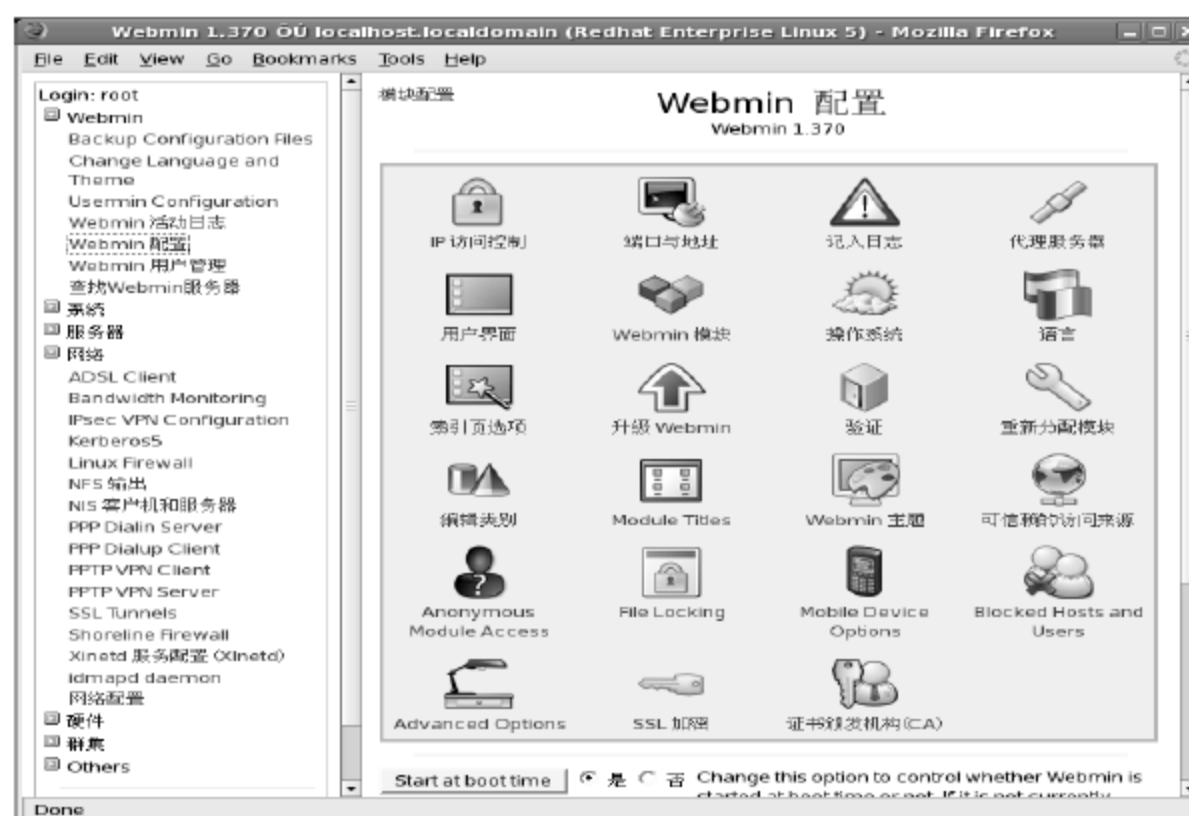 Webmin 1.370 ÔÚ localhost.localdomain (Redhat Enterprise Linux 5) - Mozilla Firefox
File Edit View Go Bookmarks Tools Help
Login: root
Webmin
Backup Configuration Files
Change Language and
Theme
Usermin Configuration
Webmin 活动日志
Webmin 配置
Webmin 用户管理
查找Webmin服务器
系统
服务器
网络
ADSL Client
Bandwidth Monitoring
IPsec VPN Configuration
Kerberos5
Linux Firewall
NFS 输出
NIS 客户机和服务器
PPP Dialin Server
PPP Dialup Client
PPTP VPN Client
PPTP VPN Server
SSL Tunnels
Shoreline Firewall
Xinetd 服务配置 (Xinetd)
idmapd daemon
网络配置
硬件
群集
Others
模块配置
Webmin 配置
Webmin 1.370
IP 访问控制
端口与地址
记入日志
代理服务器
用户界面
Webmin 模块
操作系统
语言
索引页选项
升级 Webmin
验证
重新分配模块
编辑类别
Module Titles
Webmin 主题
可信赖的访问来源
Anonymous
Module Access
File Locking
Mobile Device
Options
Blocked Hosts and
Users
Advanced Options
SSL 加密
证书颁发机构(CA)
Start at boot time 是 否 Change this option to control whether Webmin is
started at boot time or not. If it is not currently
Done